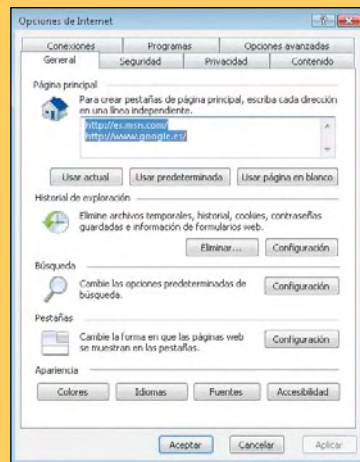 Opciones de Internet
Conexiones Programas Opciones avanzadas
General Seguridad Privacidad Contenido
Página principal
Para crear pestañas de página principal, escriba cada dirección
en una línea independiente.
http://es.msn.com/
http://www.google.es/
Usar actual Usar predeterminada Usar página en blanco
Historial de exploración
Elimine archivos temporales, historial, cookies, contraseñas
guardadas e información de formularios web.
Eliminar... Configuración
Búsqueda
Cambie las opciones predeterminadas de
búsqueda.
Configuración
Pestañas
Cambie la forma en que las páginas web
se muestran en las pestañas.
Configuración
Apariencia
Colores Idiomas Fuentes Accesibilidad
Aceptar Cancelar Aplicar